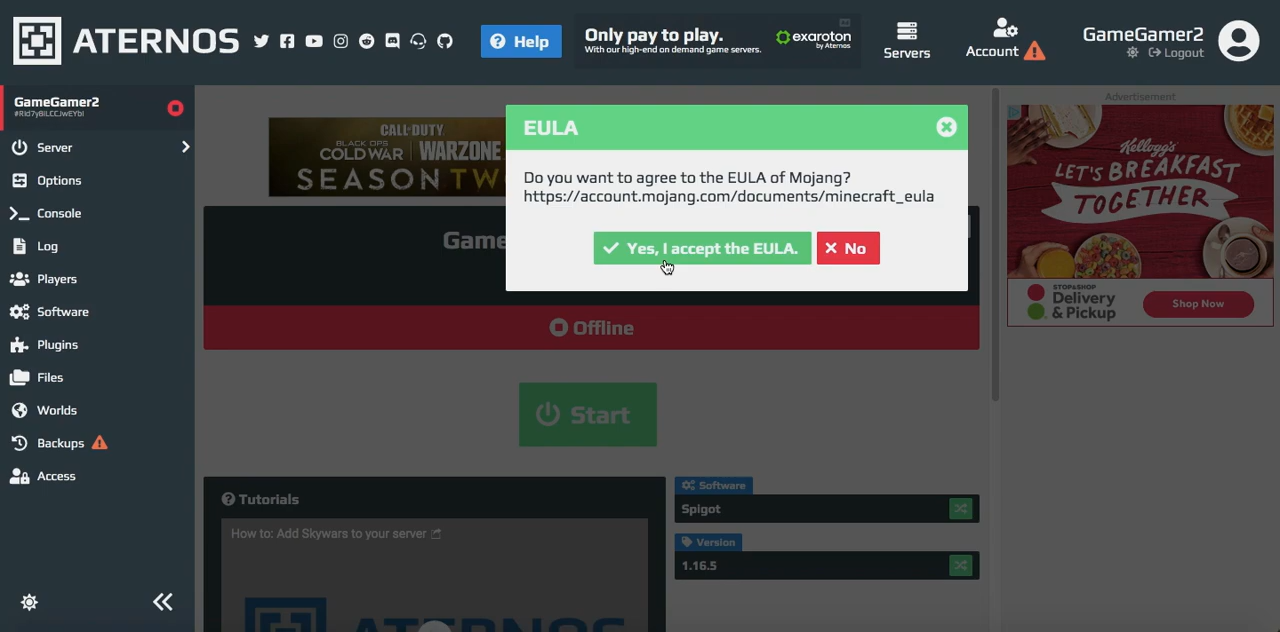 ATERNOS
Help
Only pay to play.
With our high-end on demand game servers.
exaroton
by Aternos
Ad
Servers
Account
GameGamer2
Logout
GameGamer2
Server
Options
Console
Log
Players
Software
Plugins
Files
Worlds
Backups
Access
CALL·DUTY
BLACK OPS
COLD WAR | WARZONE
SEASON TW
EULA
Do you want to agree to the EULA of Mojang?
https://account.mojang.com/documents/minecraft_eula
Yes, I accept the EULA.
No
Game
Offline
Start
Tutorials
How to: Add Skywars to your server
ATERNOS
Software
Spigot
Version
1.16.5
Advertisement
Kellogg's
LET'S BREAKFAST
TOGETHER
STOP&SHOP
Delivery
& Pickup
Shop Now